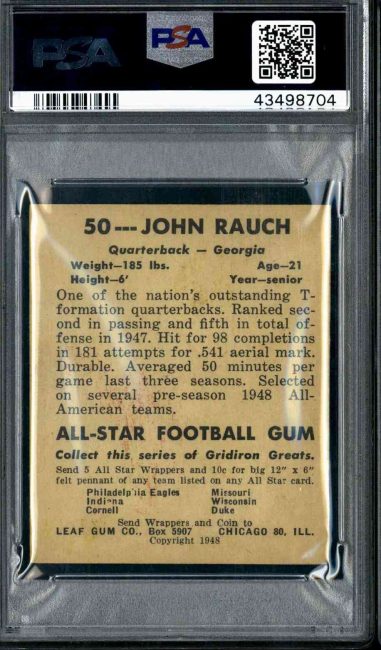 PSA PSA
43498704
50---JOHN RAUCH
Quarterback — Georgia
Weight—185 lbs. Age—21
Height—6' Year—senior
One of the nation's outstanding T-
formation quarterbacks. Ranked sec-
ond in passing and fifth in total of-
fense in 1947. Hit for 98 completions
in 181 attempts for .541 aerial mark.
Durable. Averaged 50 minutes per
game last three seasons. Selected
on several pre-season 1948 All-
American teams.
ALL-STAR FOOTBALL GUM
Collect this series of Gridiron Greats.
Send 5 All Star Wrappers and 10c for big 12" x 6"
felt pennant of any team listed on any All Star card.
Philadelphia Eagles Missouri
Indiana Wisconsin
Cornell Duke
Send Wrappers and Coin to
LEAF GUM CO., Box 5907 CHICAGO 80, ILL.
Copyright 1948